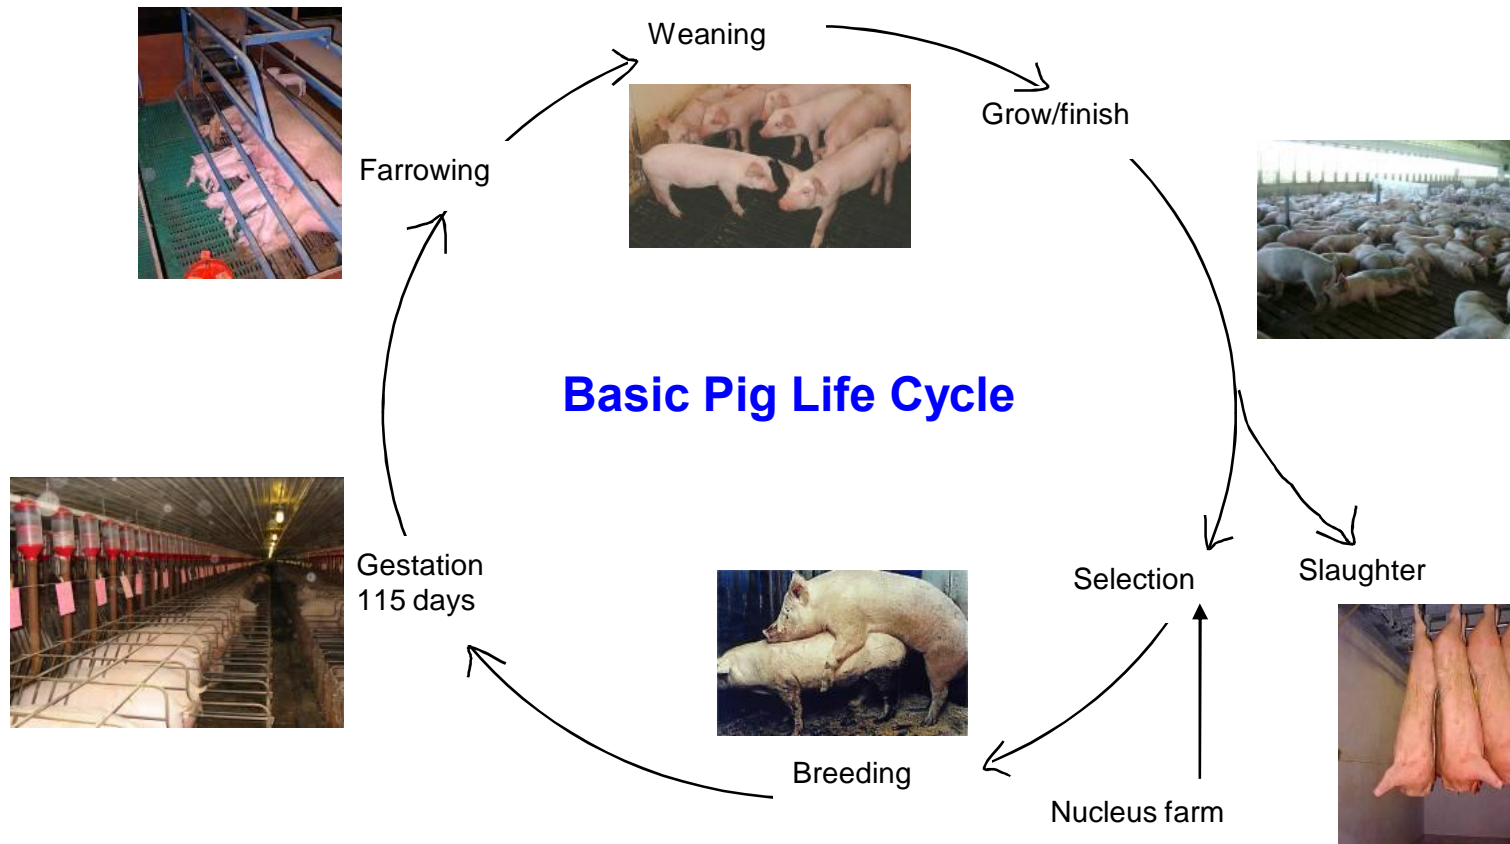 Weaning
Grow/finish
Farrowing
Basic Pig Life Cycle
Gestation
115 days
Selection
Slaughter
Breeding
Nucleus farm